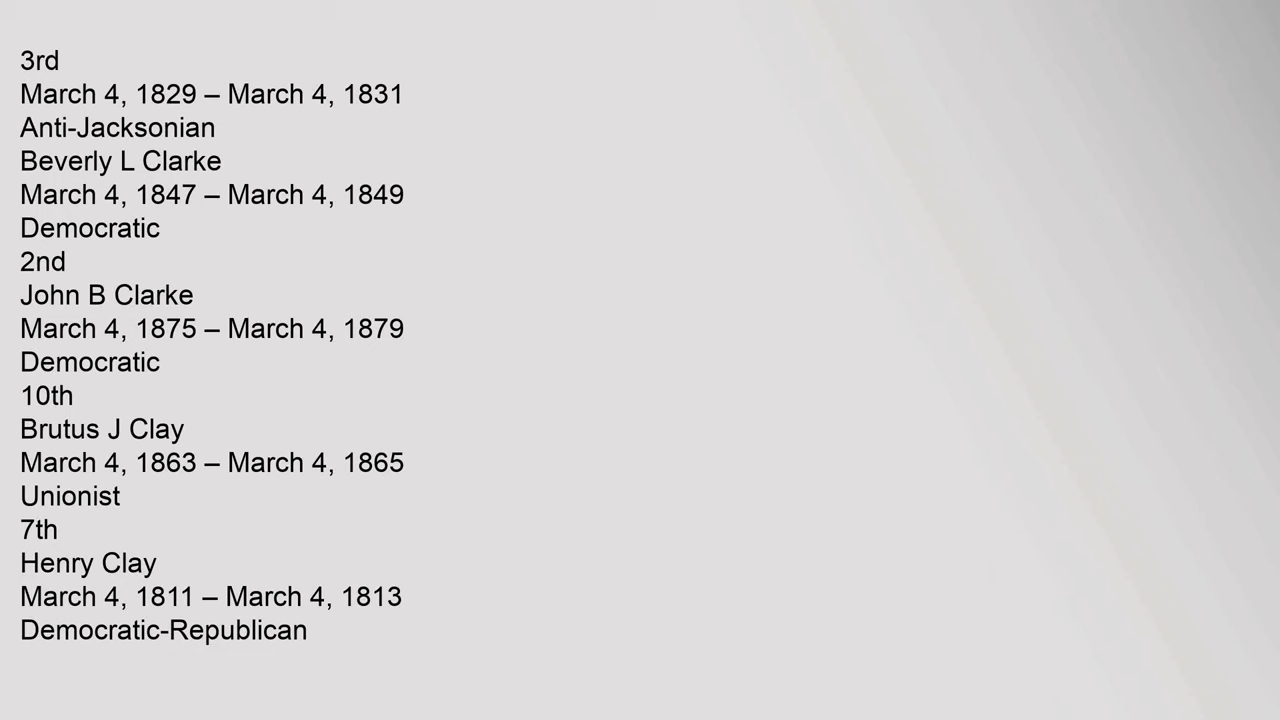 3rd
March 4, 1829 – March 4, 1831
Anti-Jacksonian
Beverly L Clarke
March 4, 1847 – March 4, 1849
Democratic
2nd
John B Clarke
March 4, 1875 – March 4, 1879
Democratic
10th
Brutus J Clay
March 4, 1863 – March 4, 1865
Unionist
7th
Henry Clay
March 4, 1811 – March 4, 1813
Democratic-Republican